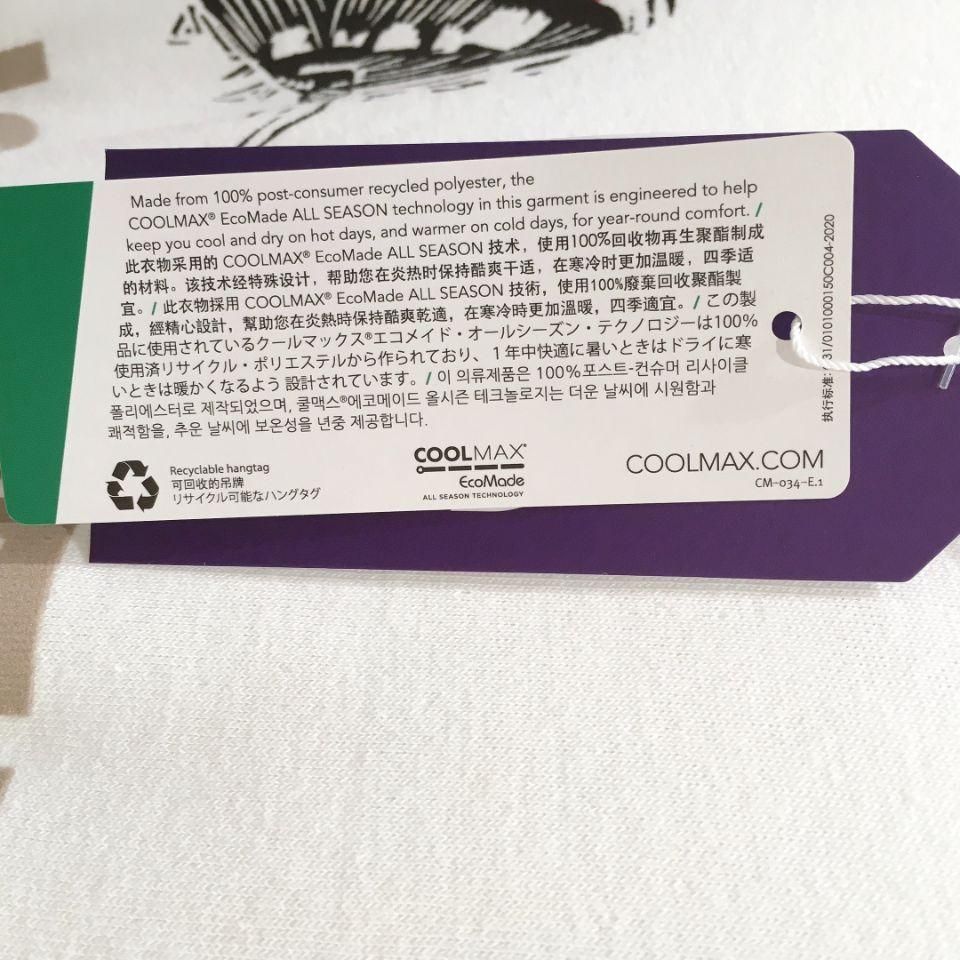 Made from 100% post-consumer recycled polyester, the
COOLMAX® EcoMade ALL SEASON technology in this garment is engineered to help
keep you cool and dry on hot days, and warmer on cold days, for year-round comfort. /
此衣物采用的 COOLMAX® EcoMade ALL SEASON 技术，使用100%回收物再生聚酯制成
的材料。该技术经特殊设计，帮助您在炎热时保持酷爽干适，在寒冷时更加温暖，四季适
宜。/ 此衣物採用 COOLMAX® EcoMade ALL SEASON 技術，使用100%廢棄回收聚酯製
成，經精心設計，幫助您在炎熱時保持酷爽乾適，在寒冷時更加溫暖，四季適宜。/ この製
品に使用されているクールマックス®エコメイド・オールシーズン・テクノロジーは100%
使用済リサイクル・ポリエステルから作られており、１年中快適に暑いときはドライに寒
いときは暖かくなるよう 設計されています。/ 이 의류제품은 100%포스트-컨슈머 리사이클
폴리에스터로 제작되었으며, 쿨맥스®에코메이드 올시즌 테크놀로지는 더운 날씨에 시원함과
쾌적함을, 추운 날씨에 보온성을 년중 제공합니다.
Recyclable hangtag
可回收的吊牌
リサイクル可能なハングタグ
COOLMAX®
EcoMade
ALL SEASON TECHNOLOGY
COOLMAX.COM
CM-034-E.1
执行标准: 31/0101000150C004-2020